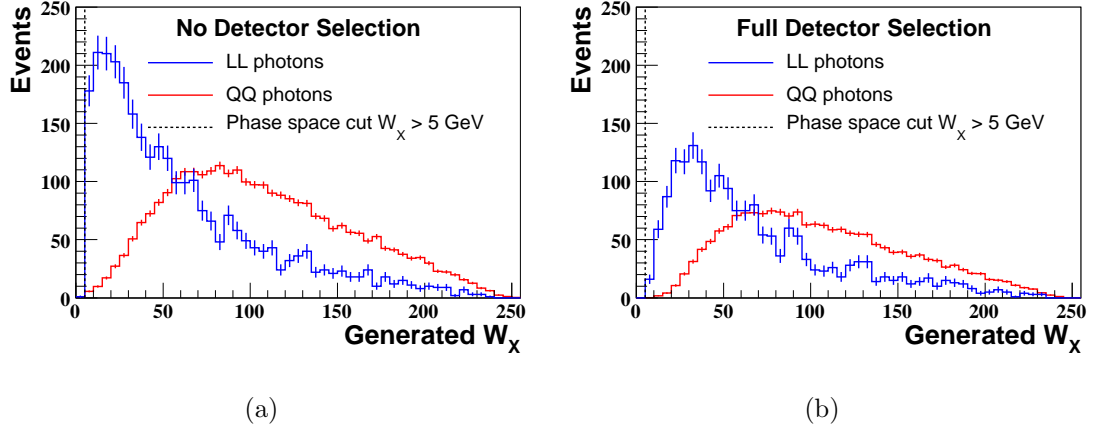 No Detector Selection
LL photons
QQ photons
Phase space cut W_X > 5 GeV
Events
250
200
150
100
50
0
0 50 100 150 200 250
Generated W_X
(a)
Full Detector Selection
LL photons
QQ photons
Phase space cut W_X > 5 GeV
Events
250
200
150
100
50
0
0 50 100 150 200 250
Generated W_X
(b)